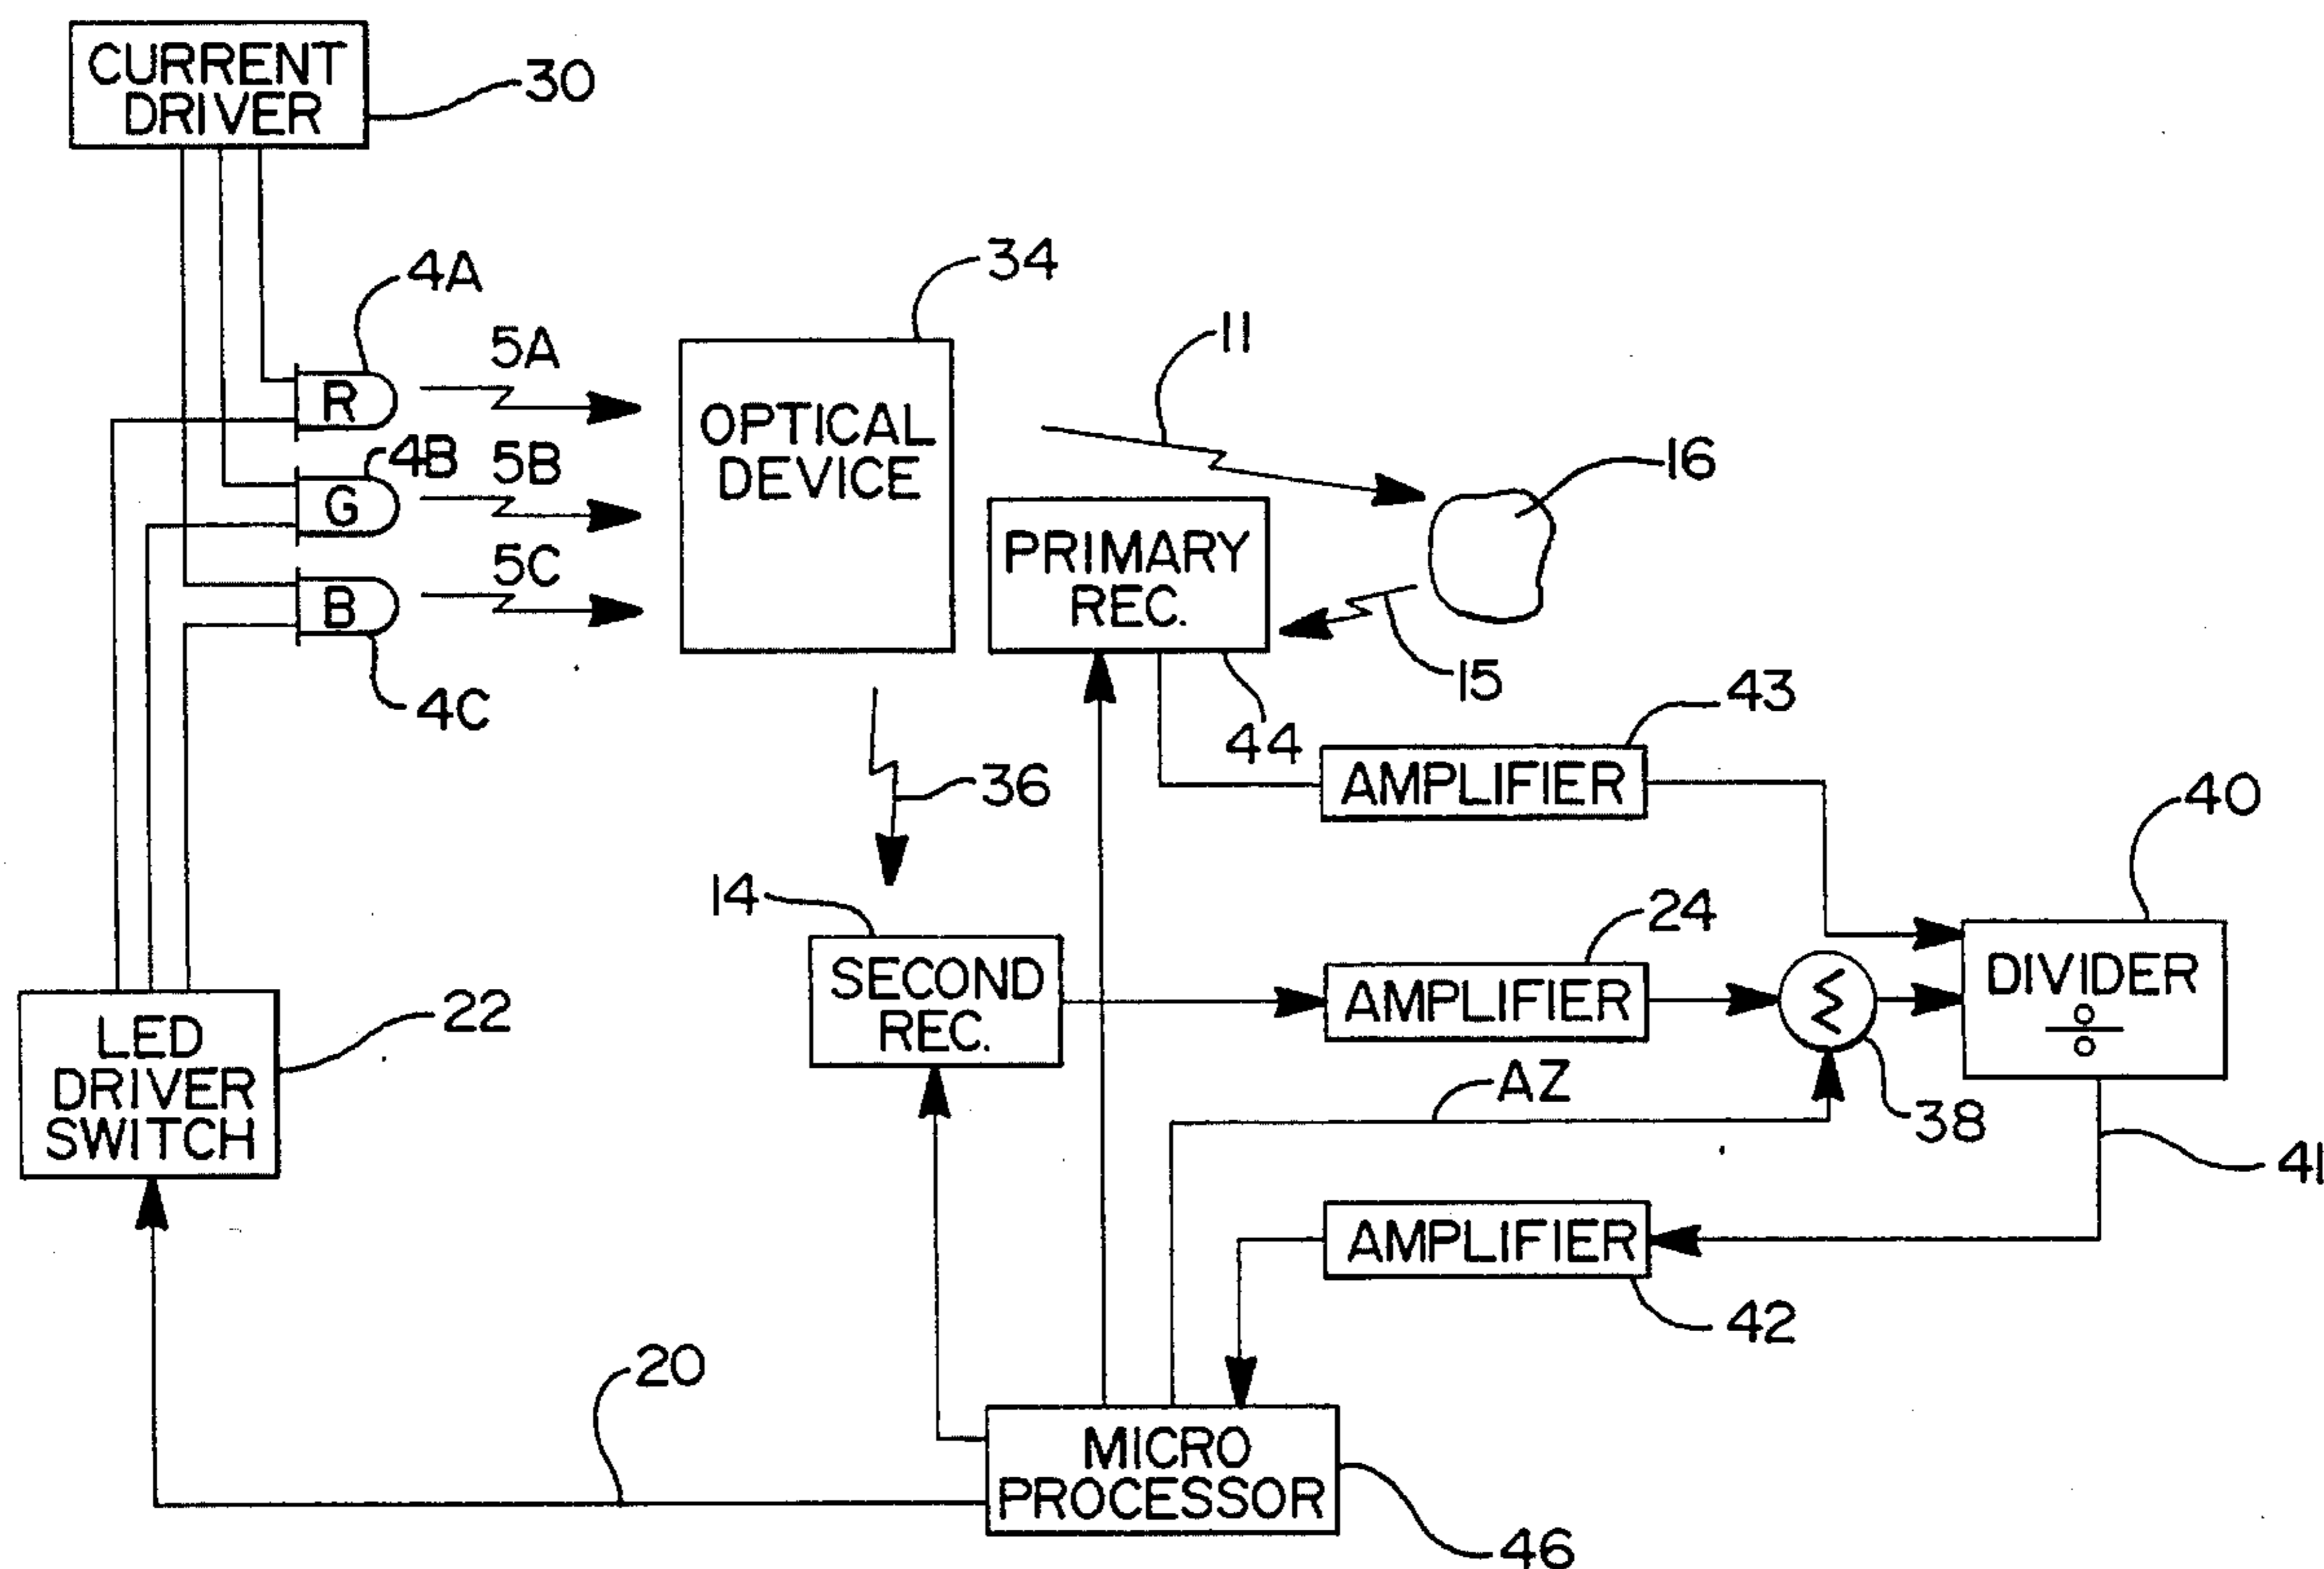 CURRENT
DRIVER
30
4A
5A
R
34
OPTICAL
DEVICE
11
4B
5B
G
16
PRIMARY
REC.
5C
B
4C
15
44
43
AMPLIFIER
36
40
14
24
SECOND
REC.
AMPLIFIER
DIVIDER
÷
22
LED
DRIVER
SWITCH
AZ
38
41
AMPLIFIER
42
20
MICRO
PROCESSOR
46